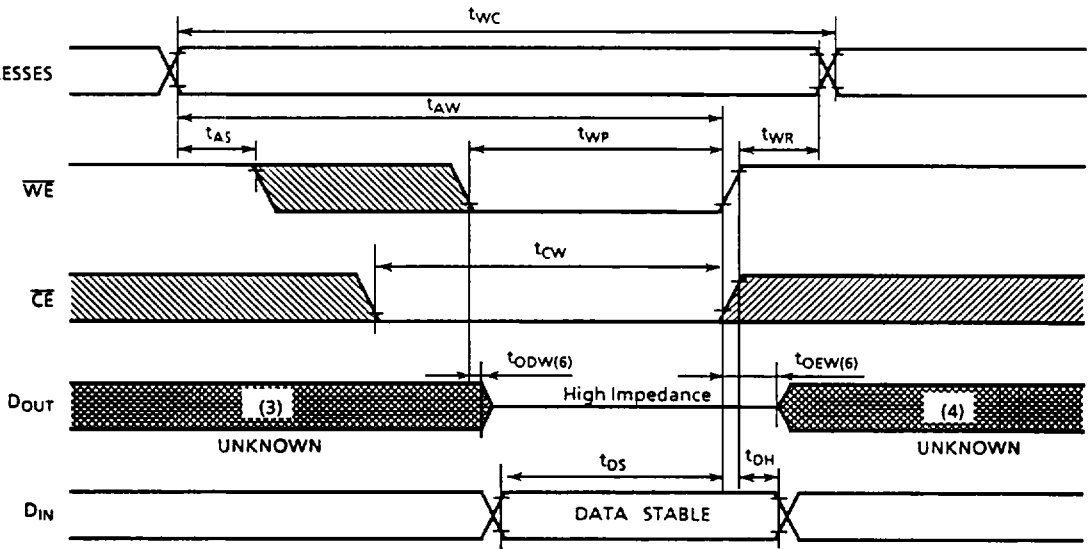 tWC
ESSES
tAW
tAS
tWP
tWR
WE
tCW
CE
tODW(6)
tOEW(6)
DOUT
(3)
High Impedance
(4)
UNKNOWN
UNKNOWN
tDS
tDH
DIN
DATA STABLE